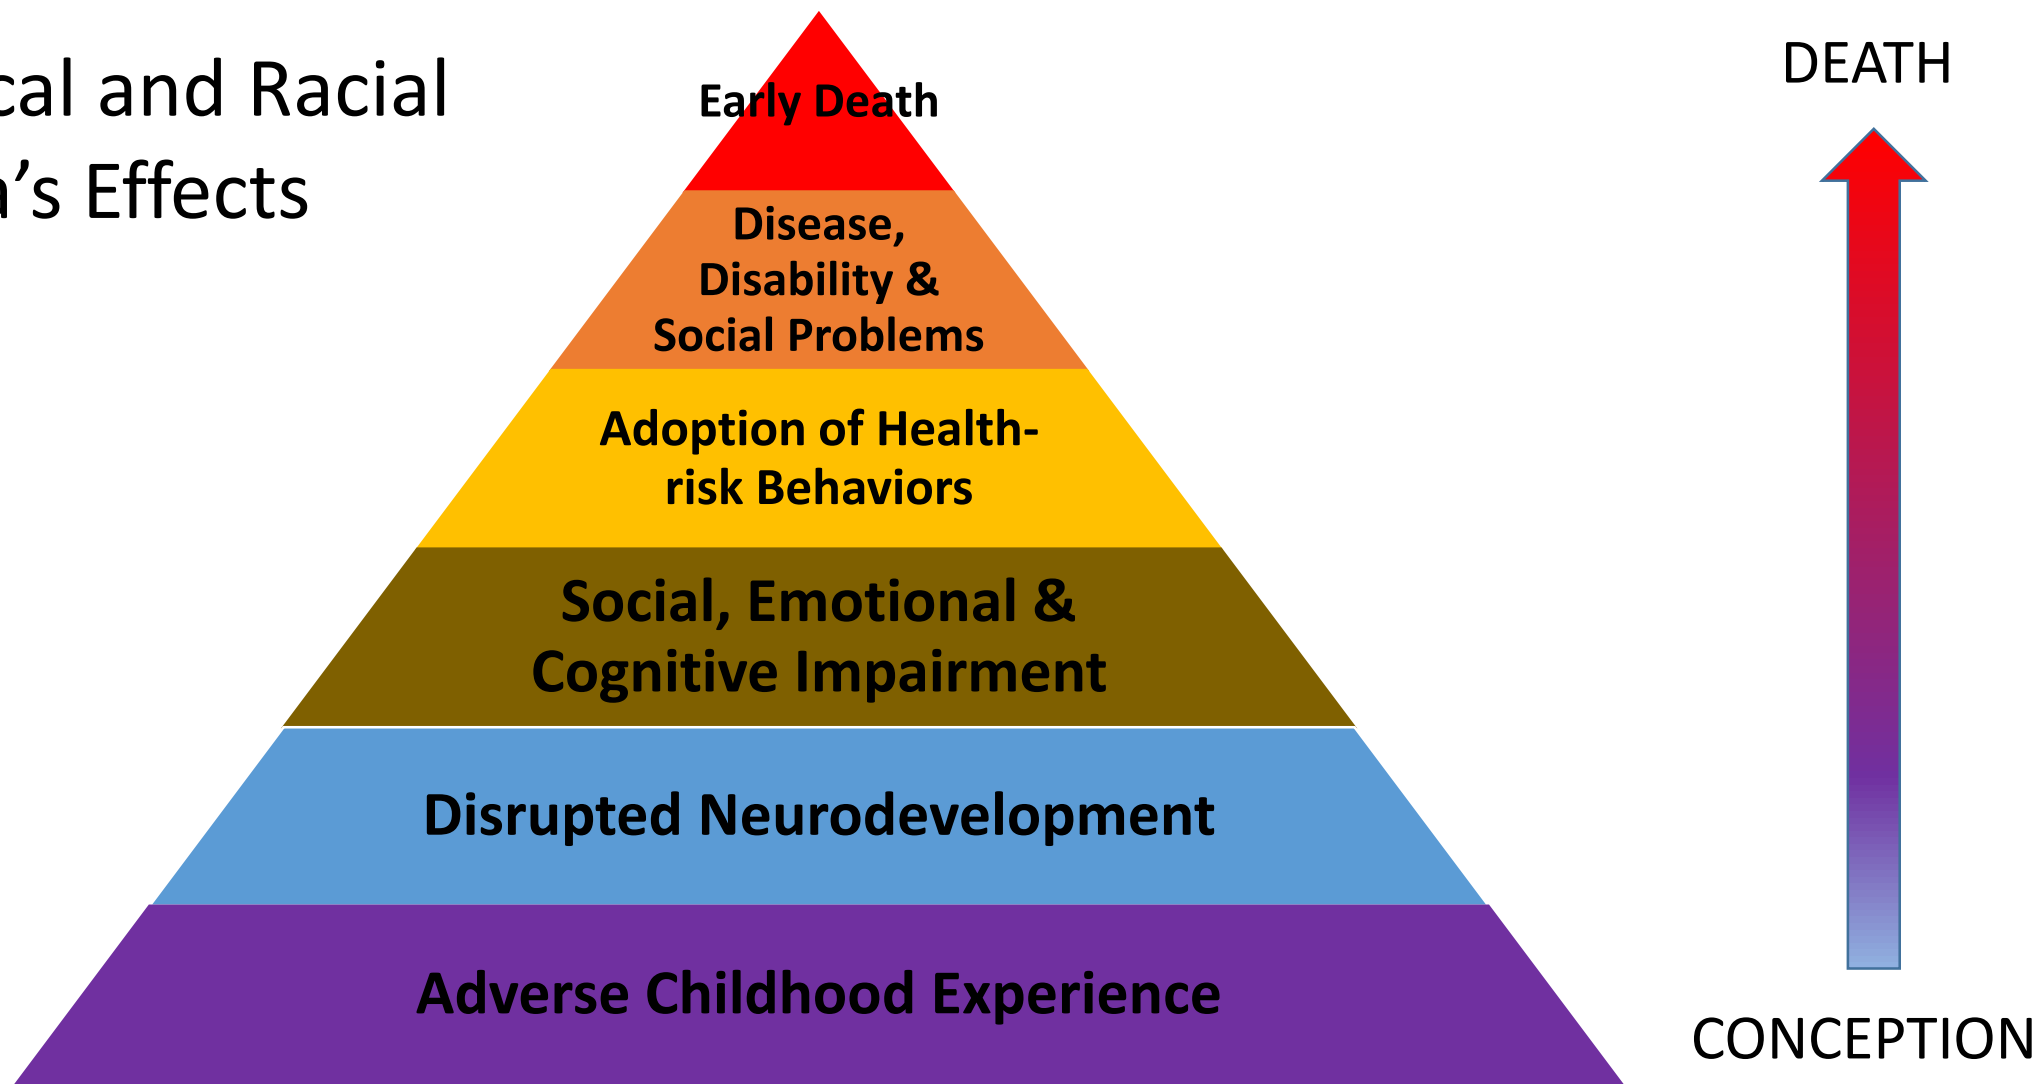 cal and Racial
’s Effects
Early Death
Disease,
Disability &
Social Problems
Adoption of Health-
risk Behaviors
Social, Emotional &
Cognitive Impairment
Disrupted Neurodevelopment
Adverse Childhood Experience
DEATH
CONCEPTION